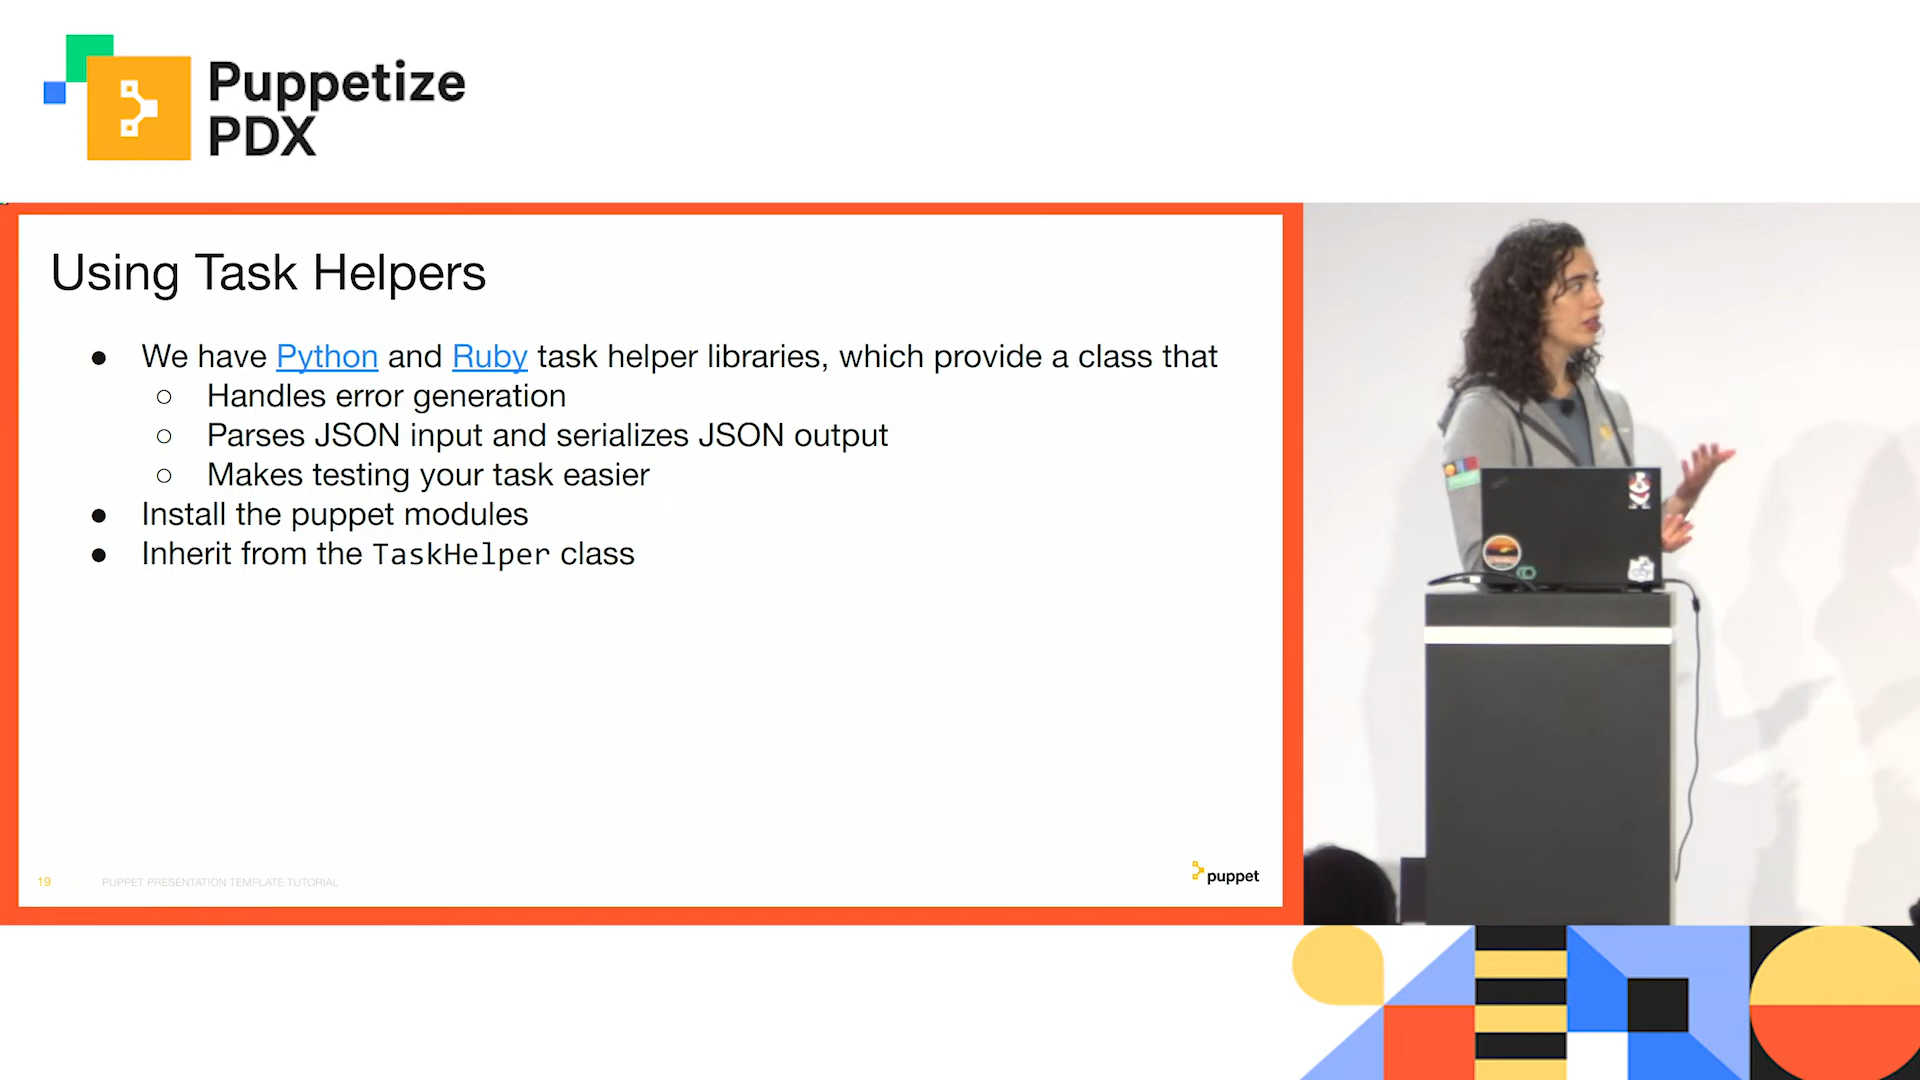 Puppetize
PDX
Using Task Helpers
● We have Python and Ruby task helper libraries, which provide a class that
○ Handles error generation
○ Parses JSON input and serializes JSON output
○ Makes testing your task easier
● Install the puppet modules
● Inherit from the TaskHelper class
19 PUPPET PRESENTATION TEMPLATE TUTORIAL
puppet